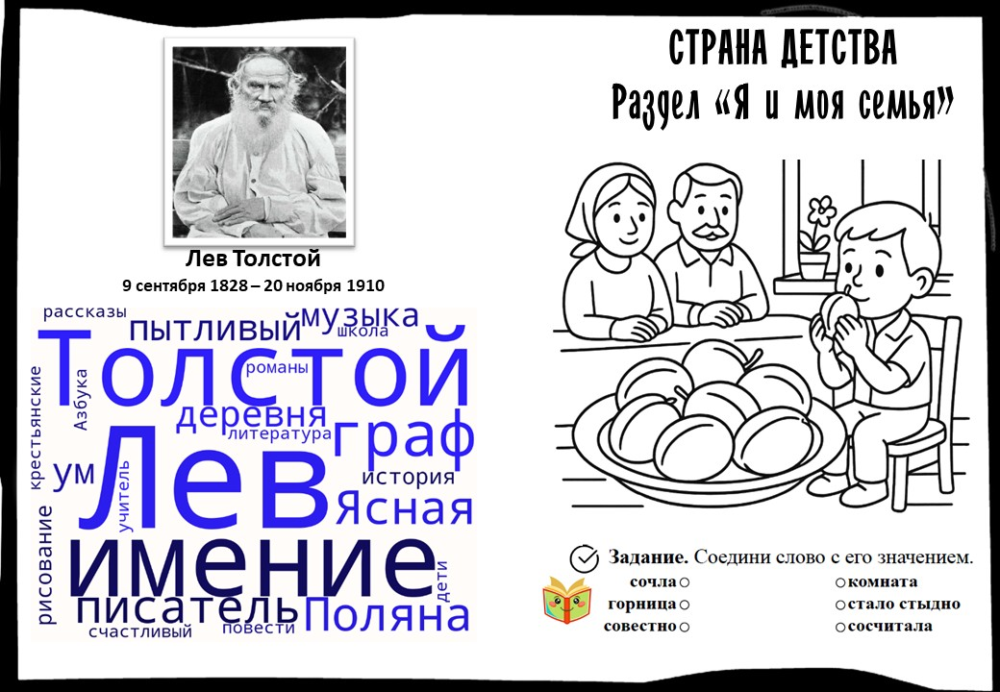 Лев Толстой
9 сентября 1828 – 20 ноября 1910
рассказы
пытливый
музыка
школа
Толстой
романы
крестьянские
Азбука
деревня
литература
граф
ум
учитель
Лев
история
Ясная
рисование
имение
дети
писатель
Поляна
счастливый
повести
СТРАНА ДЕТСТВА
Раздел «Я и моя семья”
Задание. Соедини слово с его значением.
сочла комната
горница стало стыдно
совестно сосчитала